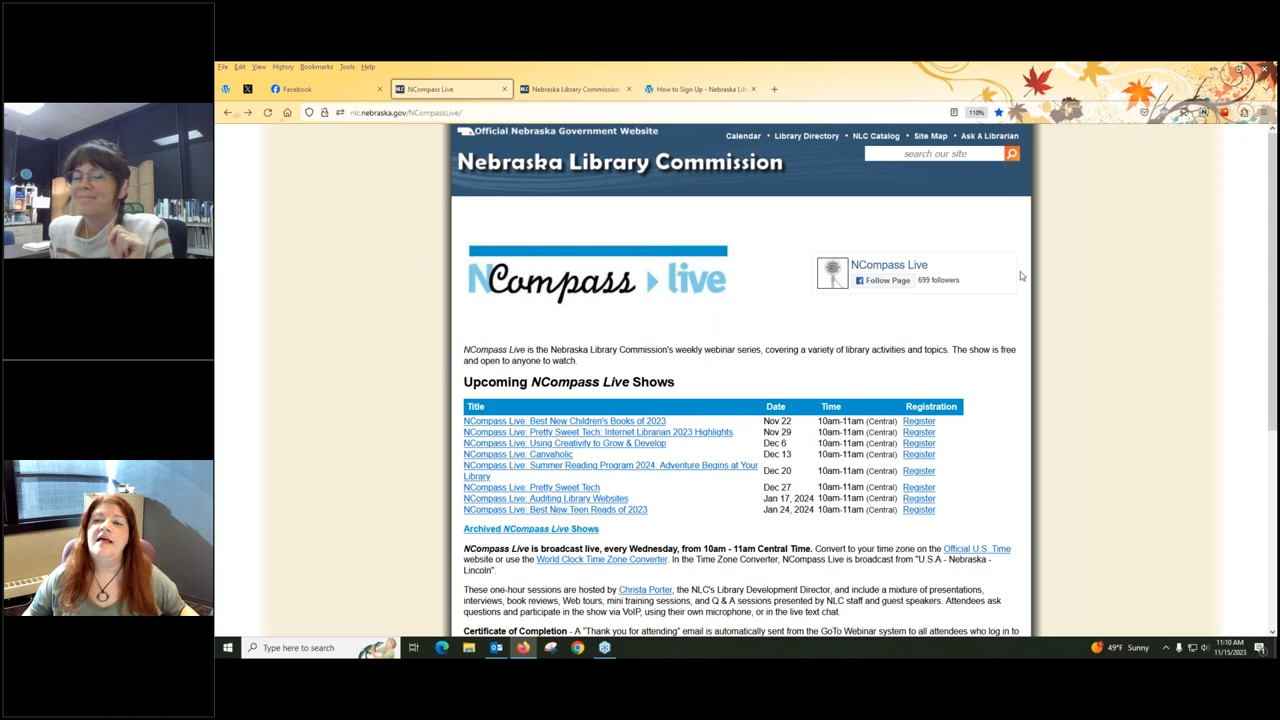 File Edit View History Bookmarks Tools Help
Facebook
NCompass Live
Nebraska Library Commission
How to Sign Up - Nebraska Lib
nlc.nebraska.gov/NCompassLive/
110%
Official Nebraska Government Website
Calendar • Library Directory • NLC Catalog • Site Map • Ask A Librarian
Nebraska Library Commission
search our site
NCompass live
NCompass Live
Follow Page 699 followers
NCompass Live is the Nebraska Library Commission's weekly webinar series, covering a variety of library activities and topics. The show is free
and open to anyone to watch.
Upcoming NCompass Live Shows
Title Date Time Registration
NCompass Live: Best New Children's Books of 2023 Nov 22 10am-11am (Central) Register
NCompass Live: Pretty Sweet Tech: Internet Librarian 2023 Highlights Nov 29 10am-11am (Central) Register
NCompass Live: Using Creativity to Grow & Develop Dec 6 10am-11am (Central) Register
NCompass Live: Canvaholic Dec 13 10am-11am (Central) Register
NCompass Live: Summer Reading Program 2024: Adventure Begins at Your
Library Dec 20 10am-11am (Central) Register
NCompass Live: Pretty Sweet Tech Dec 27 10am-11am (Central) Register
NCompass Live: Auditing Library Websites Jan 17, 2024 10am-11am (Central) Register
NCompass Live: Best New Teen Reads of 2023 Jan 24, 2024 10am-11am (Central) Register
Archived NCompass Live Shows
NCompass Live is broadcast live, every Wednesday, from 10am - 11am Central Time. Convert to your time zone on the Official U.S. Time
website or use the World Clock Time Zone Converter. In the Time Zone Converter, NCompass Live is broadcast from "U.S.A - Nebraska -
Lincoln".
These one-hour sessions are hosted by Christa Porter, the NLC's Library Development Director, and include a mixture of presentations,
interviews, book reviews, Web tours, mini training sessions, and Q & A sessions presented by NLC staff and guest speakers. Attendees ask
questions and participate in the show via VoIP, using their own microphone, or in the live text chat.
Certificate of Completion - A "Thank you for attending" email is automatically sent from the GoTo Webinar system to all attendees who log in to
Type here to search
49°F Sunny
11:10 AM
11/15/2023